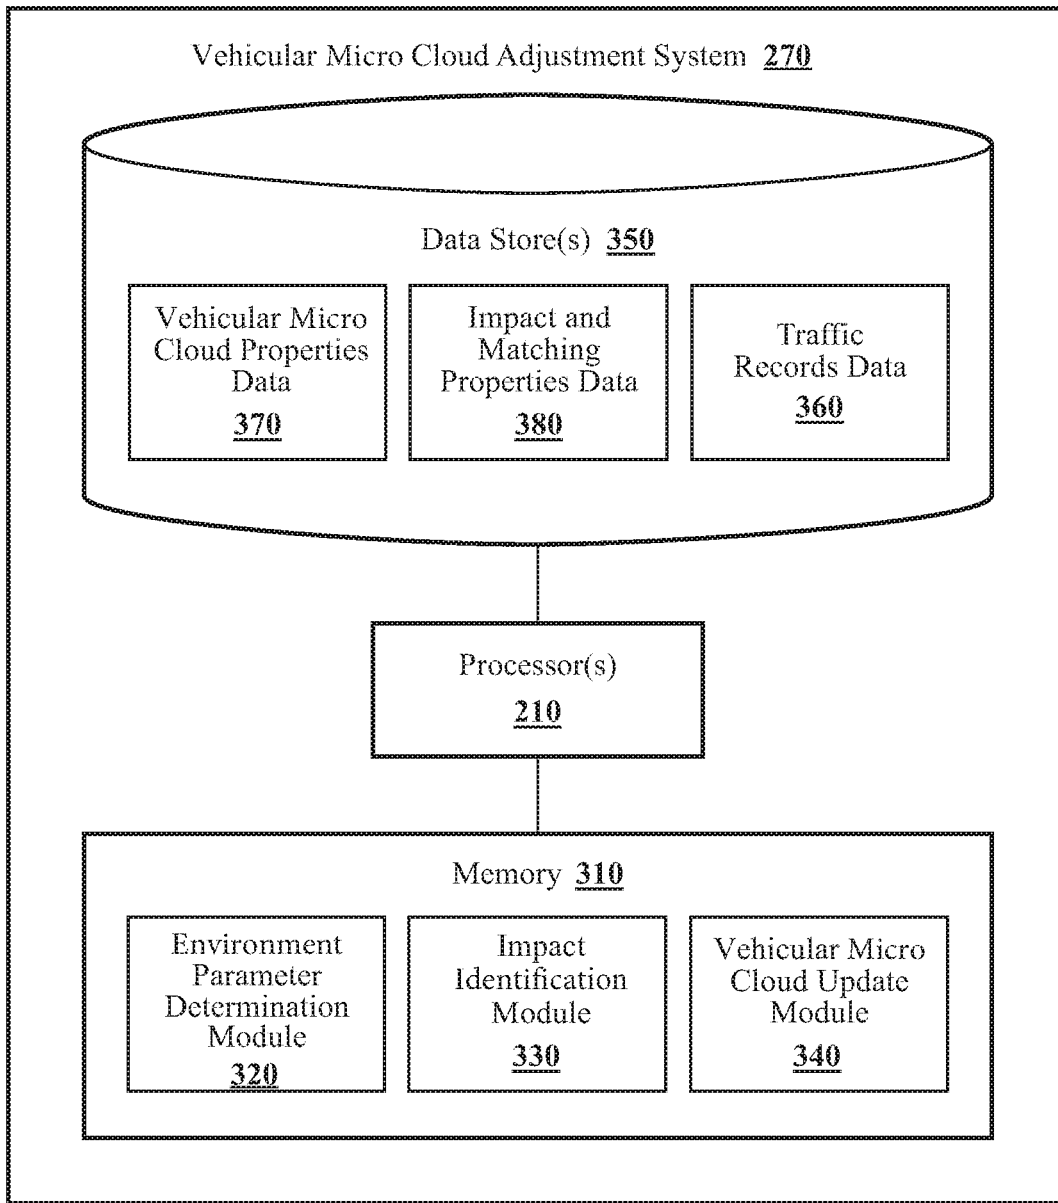 Vehicular Micro Cloud Adjustment System 270
Data Store(s) 350
Vehicular Micro
Cloud Properties
Data
370
Impact and
Matching
Properties Data
380
Traffic
Records Data
360
Processor(s)
210
Memory 310
Environment
Parameter
Determination
Module
320
Impact
Identification
Module
330
Vehicular Micro
Cloud Update
Module
340